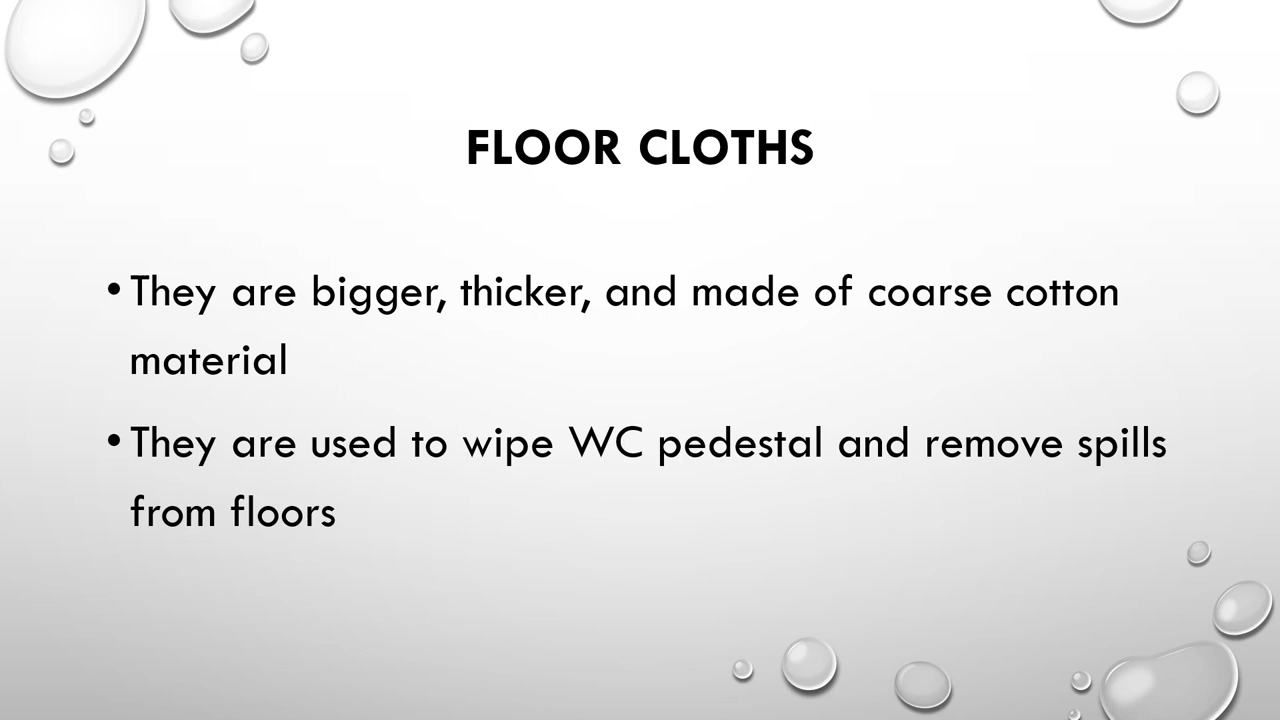 FLOOR CLOTHS
• They are bigger, thicker, and made of coarse cotton
material
• They are used to wipe WC pedestal and remove spills
from floors